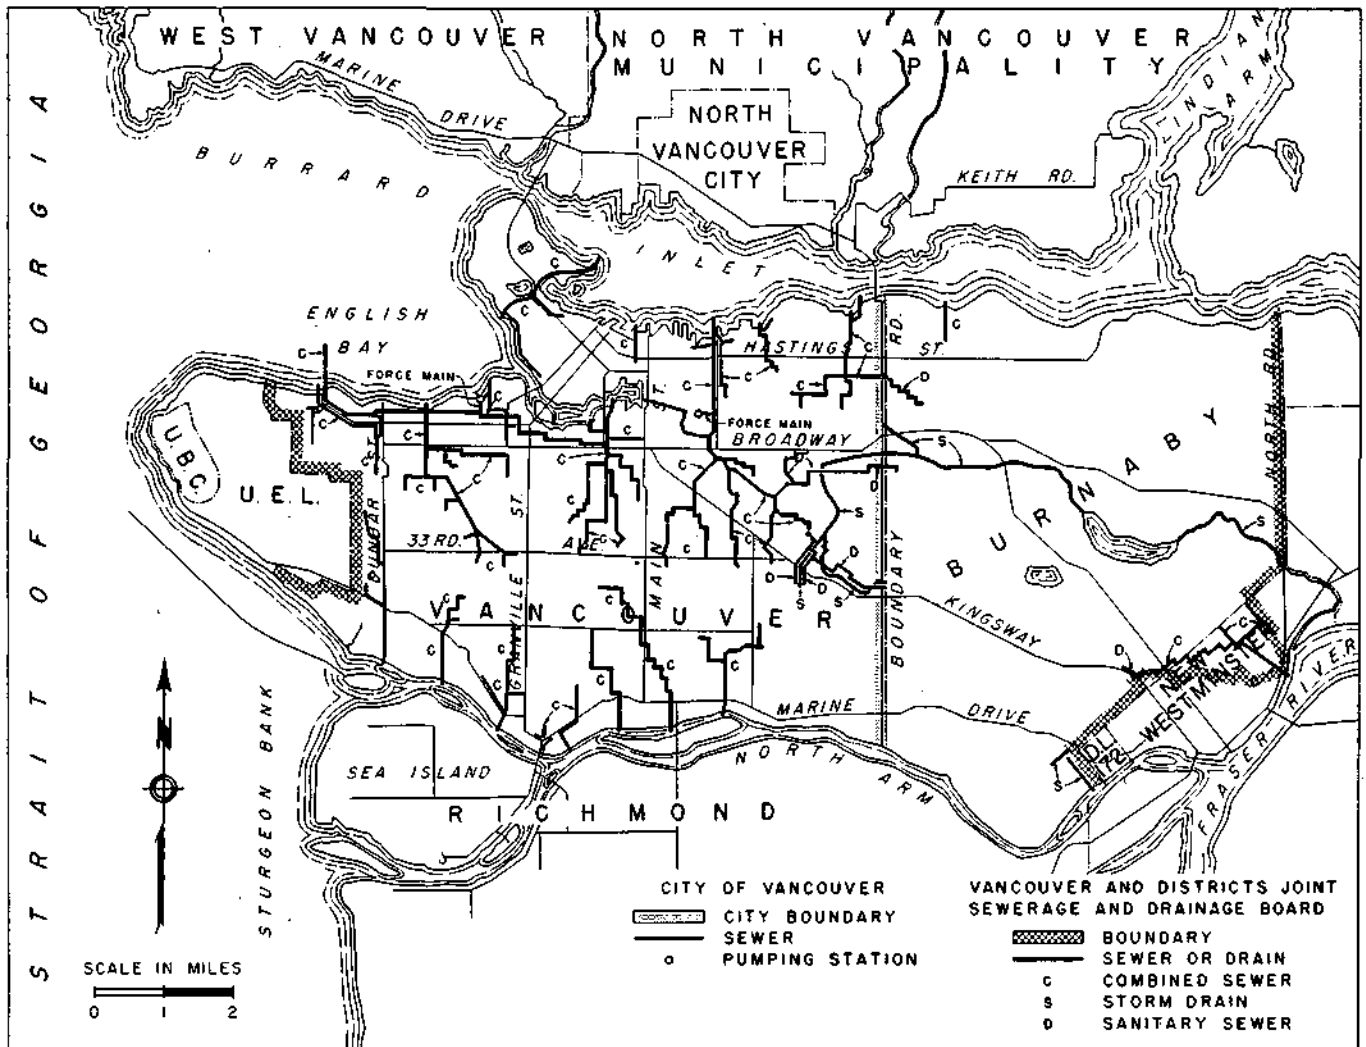 WEST VANCOUVER
NORTH VANCOUVER
MUNICIPALITY
MARINE
DRIVE
NORTH
VANCOUVER
CITY
INDIAN
ARM
KEITH RD.
BURRARD
INLET
STRAIT OF GEORGIA
ENGLISH
BAY
FORCE MAIN
HASTINGS ST.
FORCE MAIN
BROADWAY
U.B.C.
U.E.L.
DUNBAR ST.
33 RD. AVE.
GRANVILLE ST.
MAIN ST.
BOUNDARY RD.
NORTH RD.
BURNABY
KINGSWAY
VANCOUVER
NEW
WESTMINSTER
D.L.
172
MARINE DRIVE
NORTH ARM
FRASER RIVER
SEA ISLAND
RICHMOND
STURGEON BANK
N
SCALE IN MILES
0 1 2
CITY OF VANCOUVER
CITY BOUNDARY
SEWER
PUMPING STATION
VANCOUVER AND DISTRICTS JOINT
SEWERAGE AND DRAINAGE BOARD
BOUNDARY
SEWER OR DRAIN
C COMBINED SEWER
S STORM DRAIN
D SANITARY SEWER